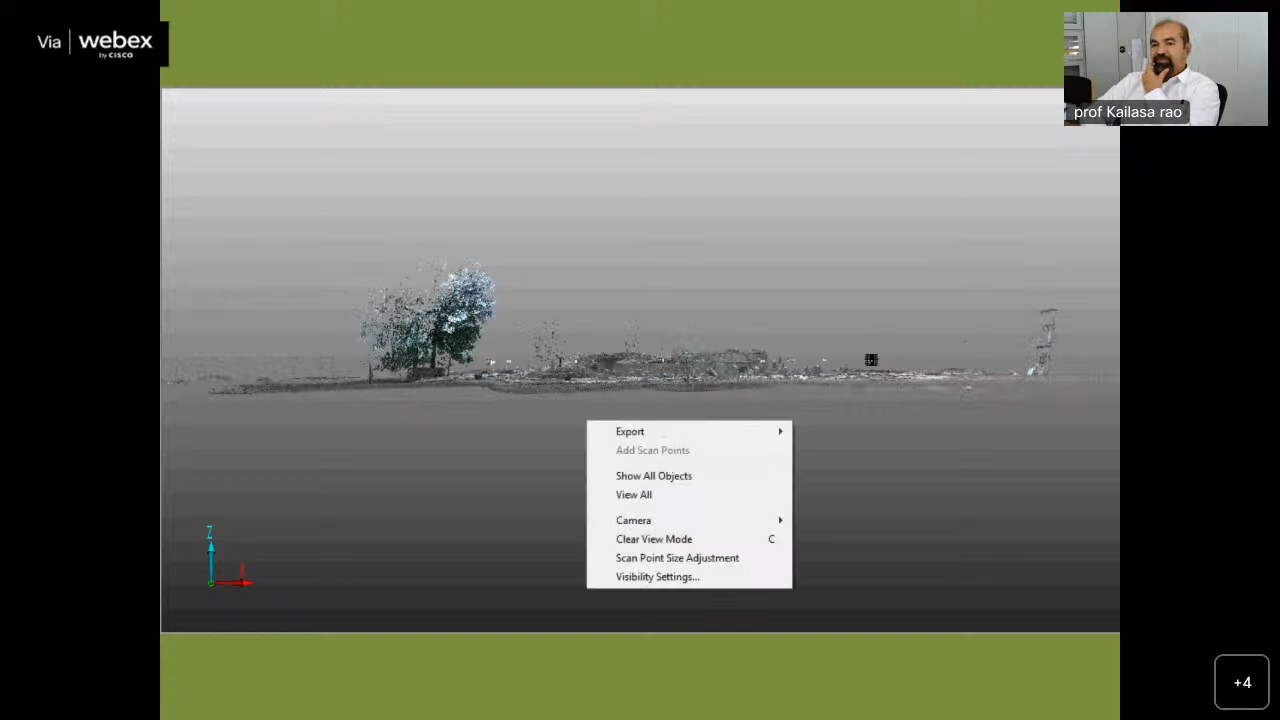 Via | webex
by CISCO
prof Kailasa rao
Export
Add Scan Points
Show All Objects
View All
Camera
Clear View Mode C
Scan Point Size Adjustment
Visibility Settings...
Z
X
+4